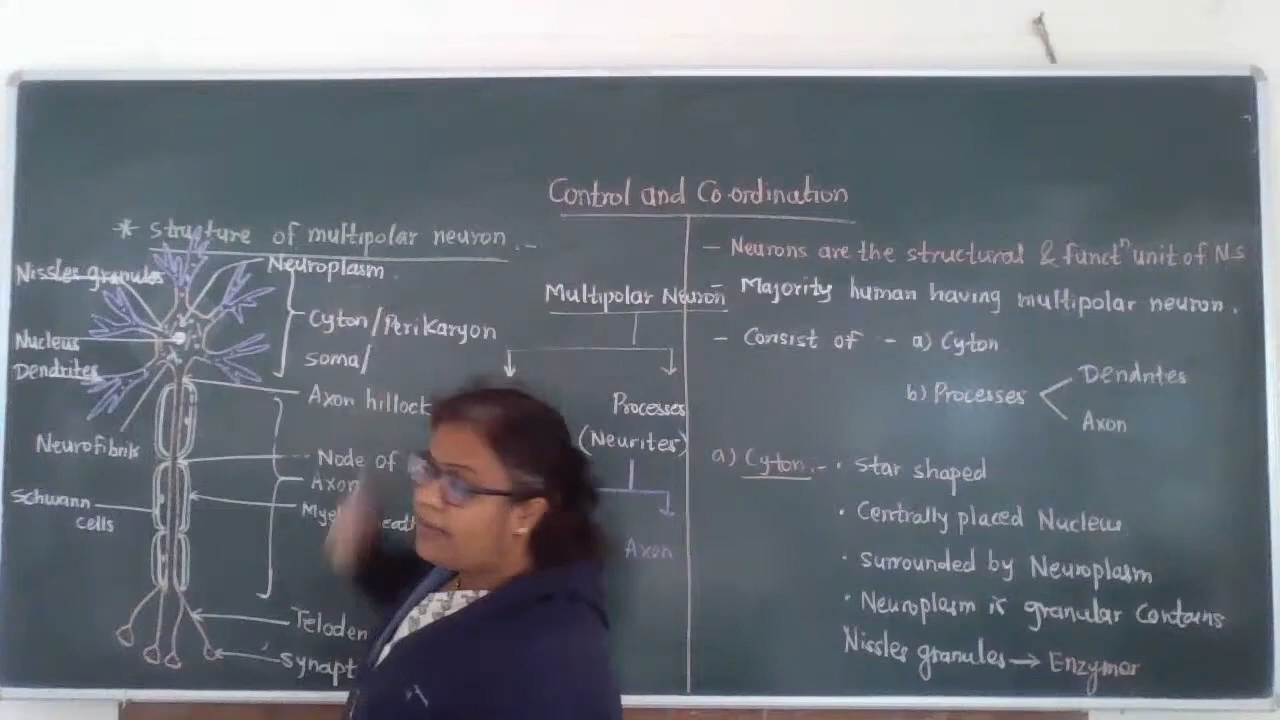 Control and Co ordination
* Structure of multipolar neuron :-
Nissles granules
Neuroplasm
Cyton/Perikaryon
soma/
Nucleus
Dendrites
Axon hillock
Neurofibrils
Node of
Axon
Schwann
cells
Teloden
Synapt
Multipolar Neuron
Processes
(Neurites)
Axon
- Neurons are the structural & functⁿ unit of NS
- Majority human having multipolar neuron.
- Consist of - a) Cyton
b) Processes
Dendrites
Axon
a) Cyton :- · Star shaped
· Centrally placed Nucleus
· Surrounded by Neuroplasm
· Neuroplasm is granular contains
Nissles granules → Enzymes